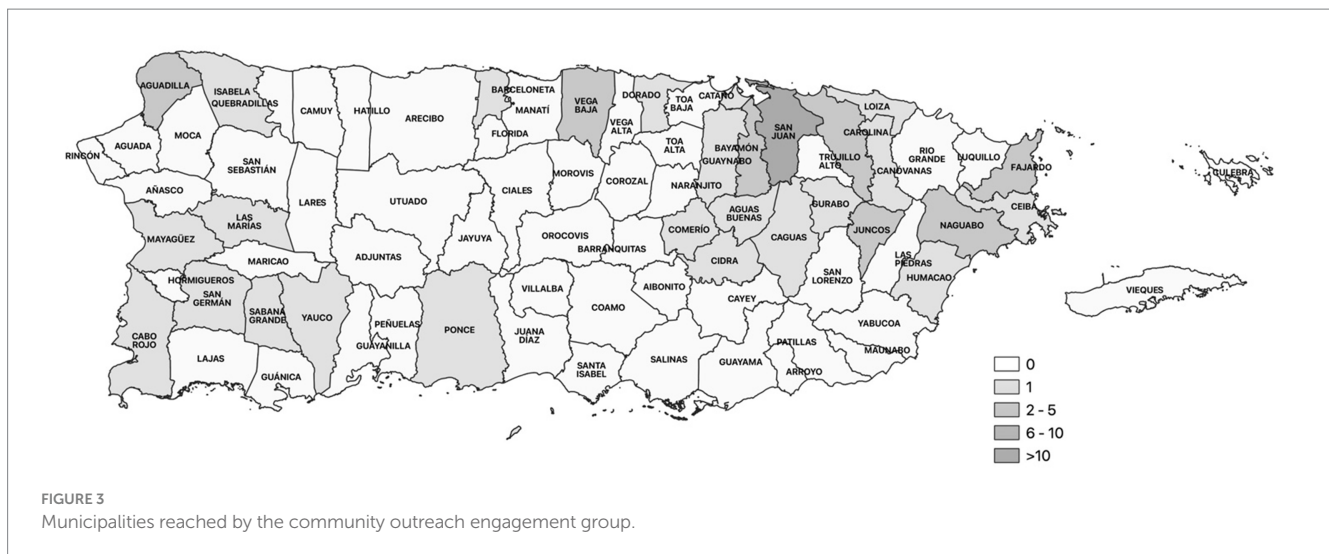 AGUADILLA
ISABELA
QUEBRADILLAS
CAMUY
HATILLO
ARECIBO
BARCELONETA
MANATÍ
FLORIDA
VEGA
BAJA
VEGA
ALTA
DORADO
TOA
BAJA
CATAÑO
TOA
ALTA
BAYAMÓN
GUAYNABO
SAN
JUAN
TRUJILLO
ALTO
CAROLINA
LOIZA
CANÓVANAS
RIO
GRANDE
LUQUILLO
FAJARDO
CULEBRA
CEIBA
RINCÓN
AGUADA
MOCA
SAN
SEBASTIÁN
AÑASCO
LARES
UTUADO
CIALES
MOROVIS
COROZAL
NARANJITO
JAYUYA
OROCOVIS
BARRANQUITAS
COMERÍO
AGUAS
BUENAS
CIDRA
CAGUAS
GURABO
JUNCOS
NAGUABO
LAS
PIEDRAS
HUMACAO
SAN
LORENZO
MAYAGÜEZ
LAS
MARÍAS
MARICAO
ADJUNTAS
HORMIGUEROS
SAN
GERMÁN
SABANA
GRANDE
YAUCO
CABO
ROJO
LAJAS
GUÁNICA
GUAYANILLA
PEÑUELAS
PONCE
VILLALBA
JUANA
DÍAZ
COAMO
AIBONITO
CAYEY
SANTA
ISABEL
SALINAS
GUAYAMA
PATILLAS
ARROYO
YABUCOA
MAUNABO
VIEQUES
0
1
2 - 5
6 - 10
>10
FIGURE 3
Municipalities reached by the community outreach engagement group.